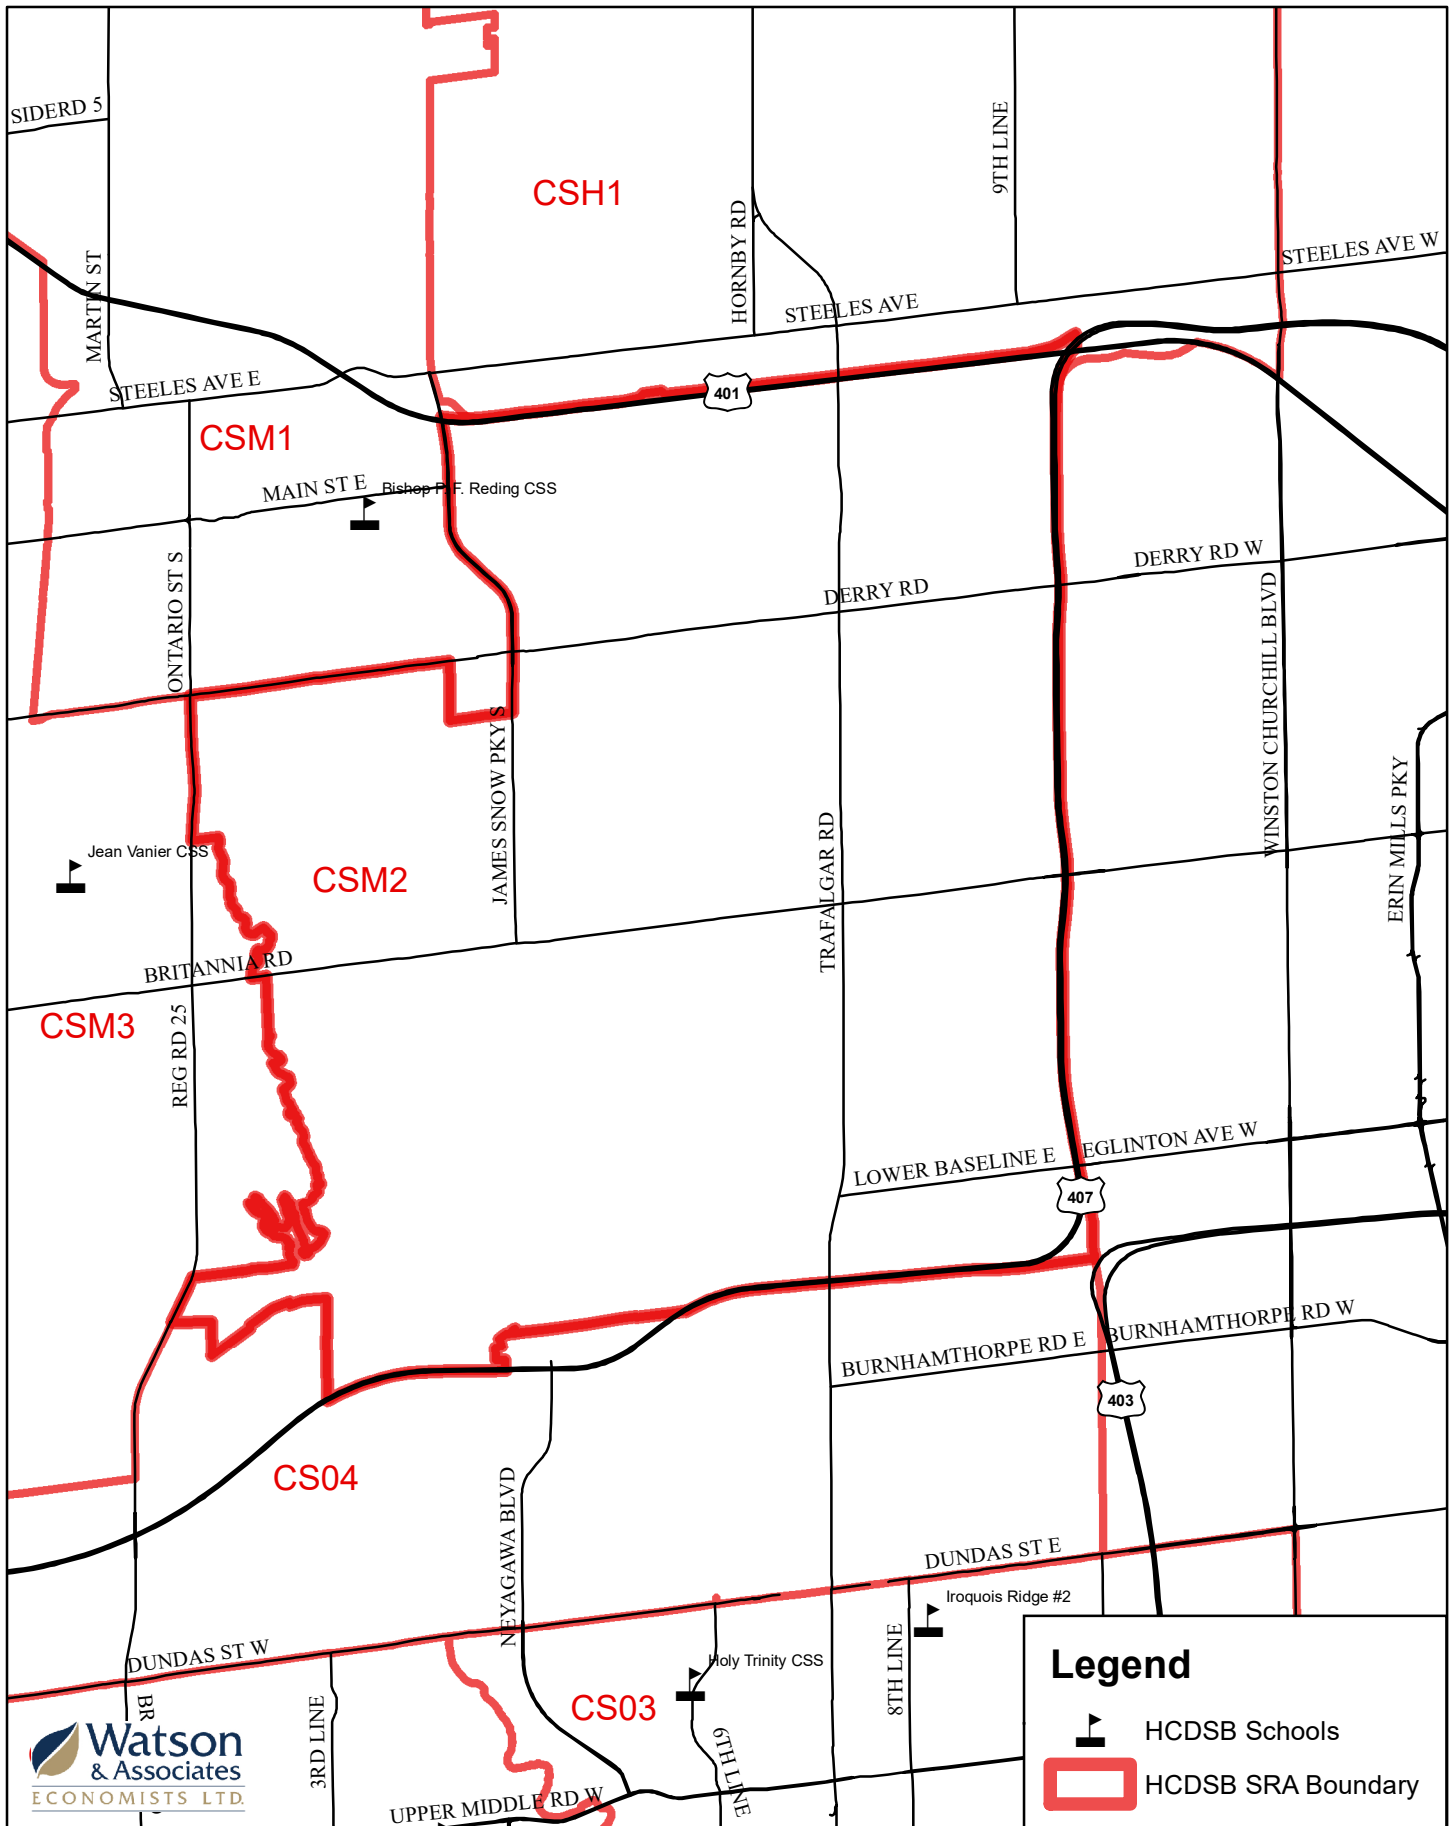 SIDERD 5
9TH LINE
CSH1
HORNBY RD
STEELES AVE W
MARTIN ST
STEELES AVE
STEELES AVE E
401
CSM1
MAIN ST E
Bishop P. F. Reding CSS
DERRY RD W
ONTARIO ST S
DERRY RD
WINSTON CHURCHILL BLVD
JAMES SNOW PKY S
ERIN MILLS PKY
Jean Vanier CSS
CSM2
TRAFALGAR RD
BRITANNIA RD
CSM3
REG RD 25
LOWER BASELINE E
EGLINTON AVE W
407
BURNHAMTHORPE RD E
BURNHAMTHORPE RD W
403
CS04
NEYAGAWA BLVD
DUNDAS ST E
Iroquois Ridge #2
DUNDAS ST W
8TH LINE
Holy Trinity CSS
BR
3RD LINE
CS03
6TH LINE
UPPER MIDDLE RD W
Watson
& Associates
ECONOMISTS LTD.
Legend
HCDSB Schools
HCDSB SRA Boundary